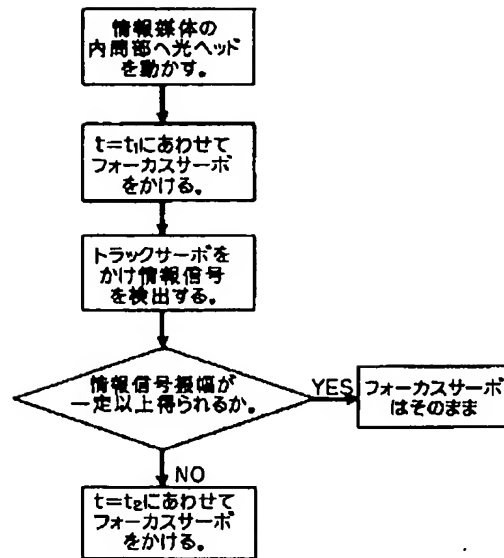 情報媒体の
内周部へ光ヘッド
を動かす。
t=t₁にあわせて
フォーカスサーボ
をかける。
トラックサーボを
かけ情報信号
を検出する。
情報信号振幅が
一定以上得られるか。
YES
フォーカスサーボ
はそのまま
NO
t=t₂にあわせて
フォーカスサーボ
をかける。